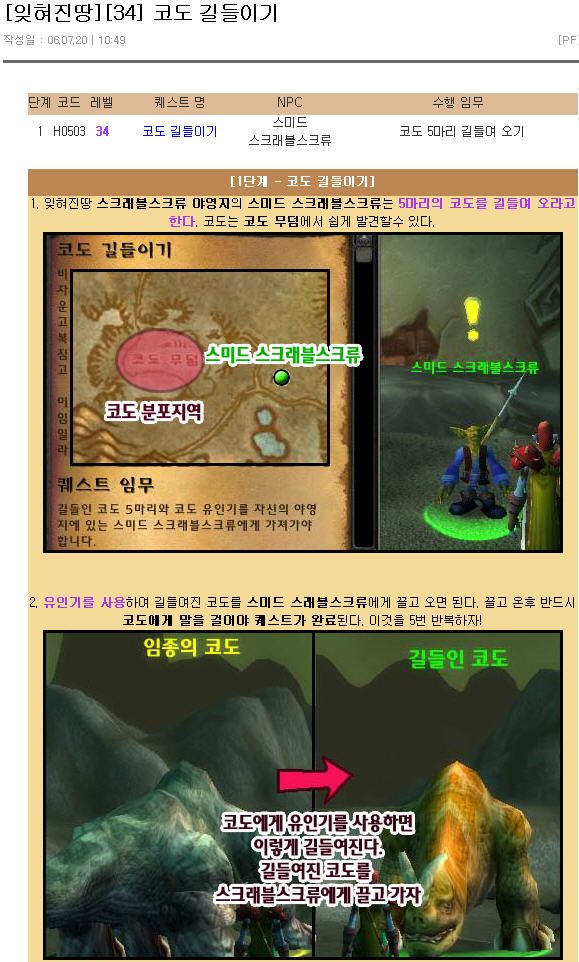 [잊혀진땅][34] 코도 길들이기
작성일 : 06,07,20 | 10:49
[PF
단계 코드 레벨 퀘스트 명 NPC 수행 임무
1 H0503 34 코도 길들이기 스미드 스크래블스크류 코도 5마리 길들여 오기
[1단계 - 코도 길들이기]
1. 잊혀진땅 스크래블스크류 야영지의 스미드 스크래블스크류는 5마리의 코도를 길들여 오라고
한다. 코도는 코도 무덤에서 쉽게 발견할수 있다.
코도 길들이기
비
자
운
고
복
짐
고
이
임
일
라
코도 무덤
스미드 스크래블스크류
코도 분포지역
퀘스트 임무
길들인 코도 5마리와 코도 유인기를 자신의 야영
지에 있는 스미드 스크래블스크류에게 가져가야
합니다.
스미드 스크래블스크류
2. 유인기를 사용하여 길들여진 코도를 스미드 스래블스크류에게 끌고 오면 된다. 끌고 온후 반드시
코도에게 말을 걸어야 퀘스트가 완료된다. 이것을 5번 반복하자!
임종의 코도
길들인 코도
코도에게 유인기를 사용하면
이렇게 길들여진다.
길들여진 코도를
스크래블스크류에게 끌고 가자